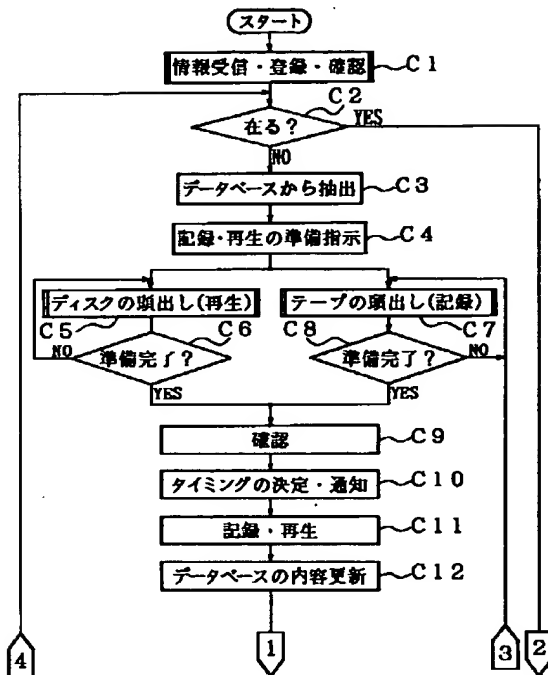 スタート
情報受信・登録・確認 C1
C2
在る? YES
NO
データベースから抽出 C3
記録・再生の準備指示 C4
ディスクの頭出し(再生) テープの頭出し(記録)
C5 C6 C8 C7
NO 準備完了? 準備完了? NO
YES YES
確認 C9
タイミングの決定・通知 C10
記録・再生 C11
データベースの内容更新 C12
4 1 3 2